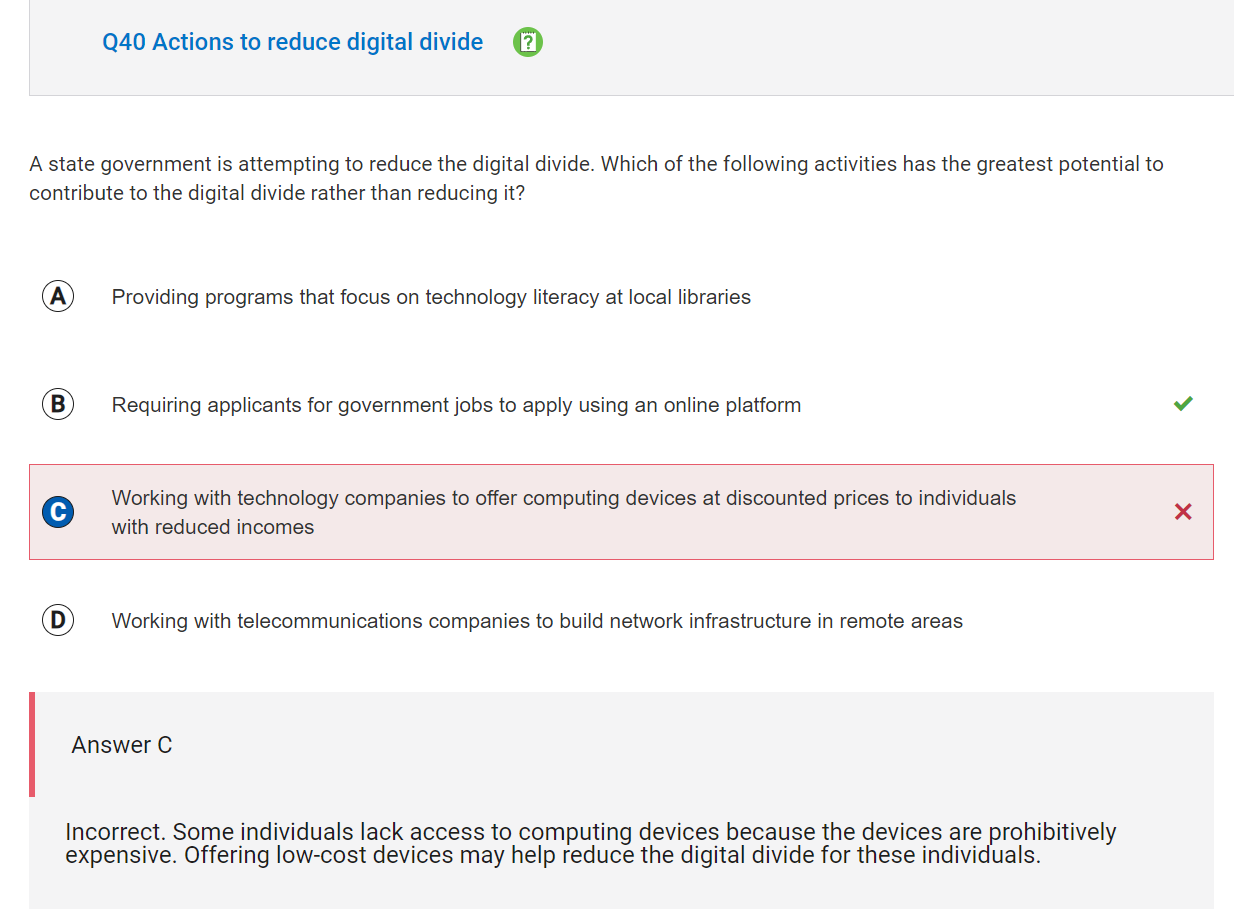 Q40 Actions to reduce digital divide
A state government is attempting to reduce the digital divide. Which of the following activities has the greatest potential to
contribute to the digital divide rather than reducing it?
A Providing programs that focus on technology literacy at local libraries
B Requiring applicants for government jobs to apply using an online platform
C Working with technology companies to offer computing devices at discounted prices to individuals
with reduced incomes
D Working with telecommunications companies to build network infrastructure in remote areas
Answer C
Incorrect. Some individuals lack access to computing devices because the devices are prohibitively
expensive. Offering low-cost devices may help reduce the digital divide for these individuals.